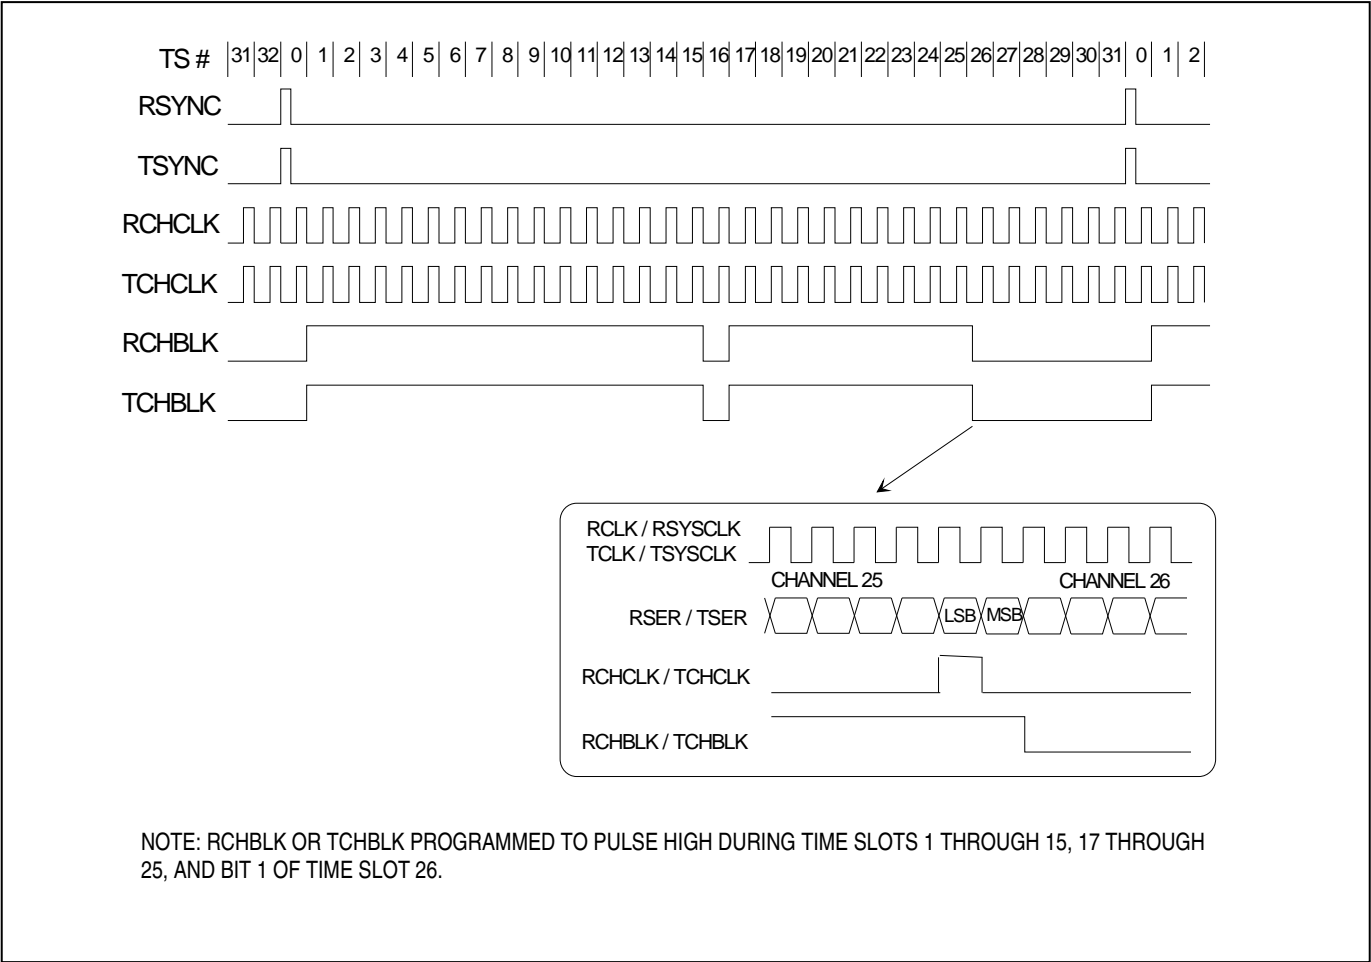 TS # 31 32 0 1 2 3 4 5 6 7 8 9 10 11 12 13 14 15 16 17 18 19 20 21 22 23 24 25 26 27 28 29 30 31 0 1 2
RSYNC
TSYNC
RCHCLK
TCHCLK
RCHBLK
TCHBLK
RCLK / RSYSCLK
TCLK / TSYSCLK
CHANNEL 25 CHANNEL 26
RSER / TSER LSB MSB
RCHCLK / TCHCLK
RCHBLK / TCHBLK
NOTE: RCHBLK OR TCHBLK PROGRAMMED TO PULSE HIGH DURING TIME SLOTS 1 THROUGH 15, 17 THROUGH
25, AND BIT 1 OF TIME SLOT 26.